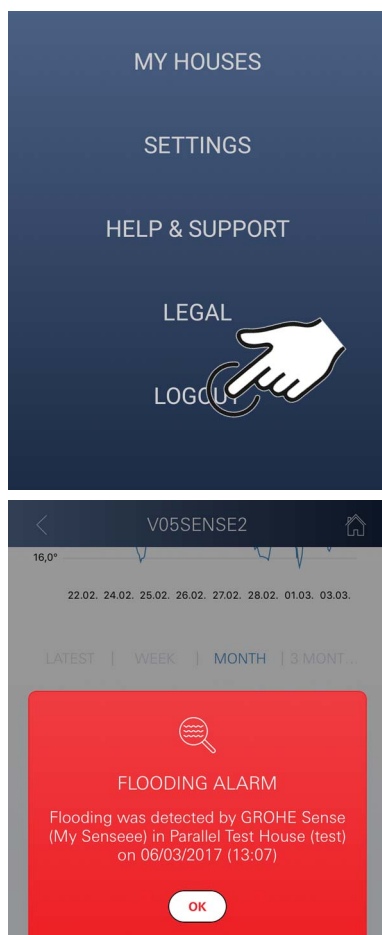 MY HOUSES
SETTINGS
HELP & SUPPORT
LEGAL
LOGOUT
V05SENSE2
16,0°
22.02. 24.02. 25.02. 26.02. 27.02. 28.02. 01.03. 03.03.
LATEST | WEEK | MONTH | 3 MONT...
FLOODING ALARM
Flooding was detected by GROHE Sense
(My Senseee) in Parallel Test House (test)
on 06/03/2017 (13:07)
OK